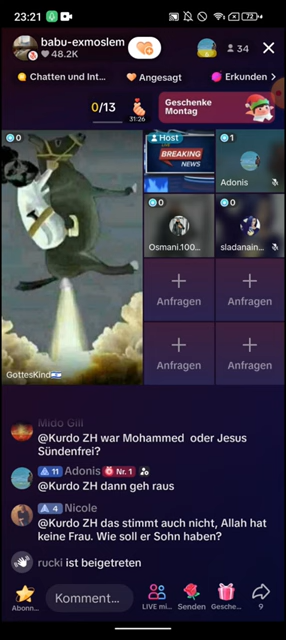 23:21
72
babu-exmoslem
48.2K
34
Chatten und Int...
Angesagt
Erkunden
0/13
31:26
Geschenke
Montag
0
Host
BREAKING
NEWS
1
Adonis
0
Osmani.100...
0
sladanain...
Anfragen
Anfragen
Anfragen
Anfragen
GottesKind🇮🇱
Mido Gill
@Kurdo ZH war Mohammed oder Jesus
Sündenfrei?
11 Adonis Nr. 1
@Kurdo ZH dann geh raus
4 Nicole
@Kurdo ZH das stimmt auch nicht, Allah hat
keine Frau. Wie soll er Sohn haben?
rucki ist beigetreten
Komment...
Abonn...
LIVE mi...
Senden
Gesche...
9